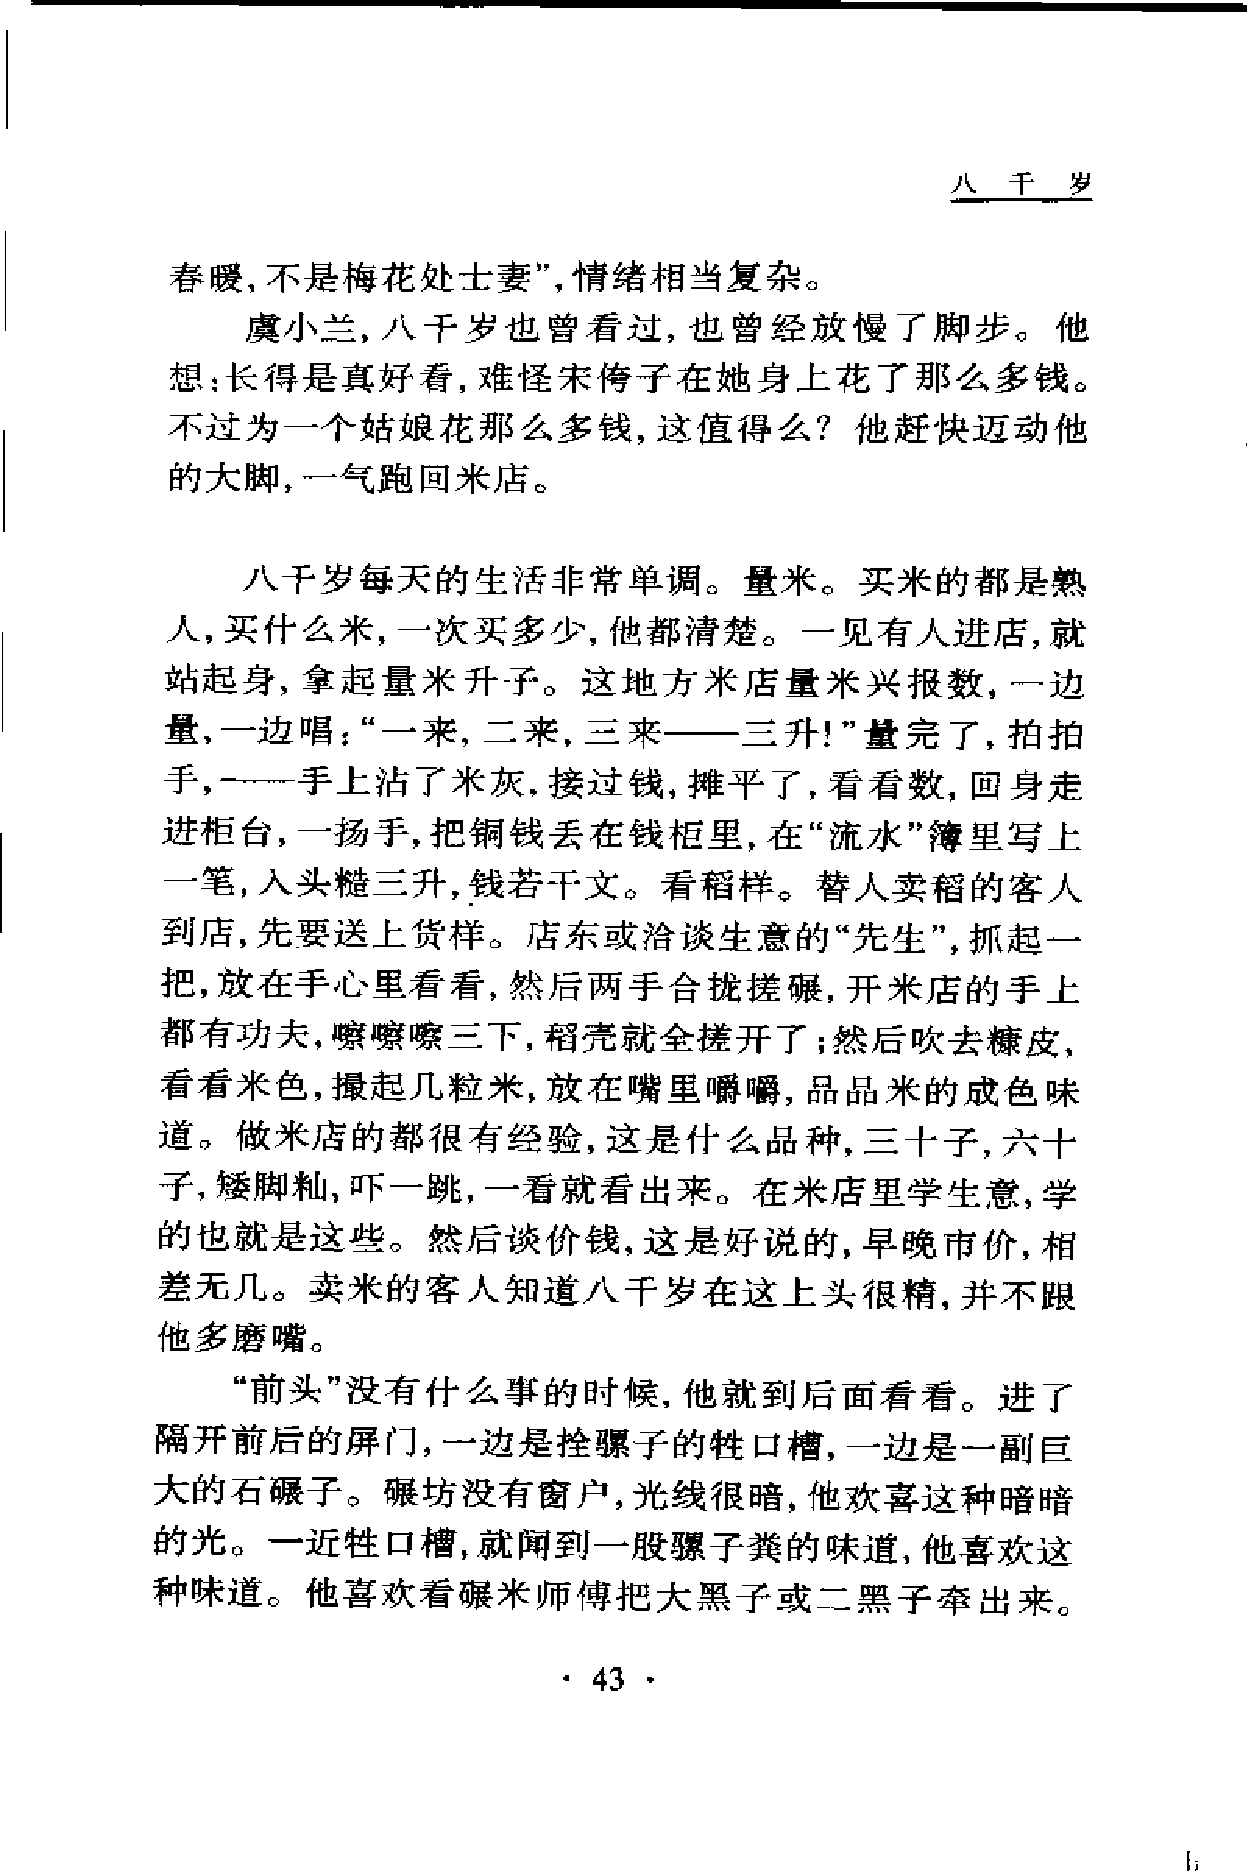 八千岁
春暖,不是梅花处士妻”,情绪相当复杂。
虞小兰,八千岁也曾看过,也曾经放慢了脚步。他
想:长得是真好看,难怪宋侉子在她身上花了那么多钱。
不过为一个姑娘花那么多钱,这值得么?他赶快迈动他
的大脚,一气跑回米店。
八千岁每天的生活非常单调。量米。买米的都是熟
人,买什么米,一次买多少,他都清楚。一见有人进店,就
站起身,拿起量米升子。这地方米店量米兴报数,一边
量,一边唱:“一来,二来,三来——三升!”量完了,拍拍
手,——手上沾了米灰,接过钱,摊平了,看看数,回身走
进柜台,一扬手,把铜钱丢在钱柜里,在“流水”簿里写上
一笔,入头糙三升,钱若干文。看稻样。替人卖稻的客人
到店,先要送上货样。店东或洽谈生意的“先生”,抓起一
把,放在手心里看看,然后两手合拢搓碾,开米店的手上
都有功夫,嚓嚓嚓三下,稻壳就全搓开了;然后吹去糠皮,
看看米色,撮起几粒米,放在嘴里嚼嚼,品品米的成色味
道。做米店的都很有经验,这是什么品种,三十子,六十
子,矮脚籼,吓一跳,一看就看出来。在米店里学生意,学
的也就是这些。然后谈价钱,这是好说的,早晚市价,相
差无几。卖米的客人知道八千岁在这上头很精,并不跟
他多磨嘴。
“前头”没有什么事的时候,他就到后面看看。进了
隔开前后的屏门,一边是拴骡子的牲口槽,一边是一副巨
大的石碾子。碾坊没有窗户,光线很暗,他欢喜这种暗暗
的光。一近牲口槽,就闻到一股骡子粪的味道,他喜欢这
种味道。他喜欢看碾米师傅把大黑子或二黑子牵出来。
· 43 ·